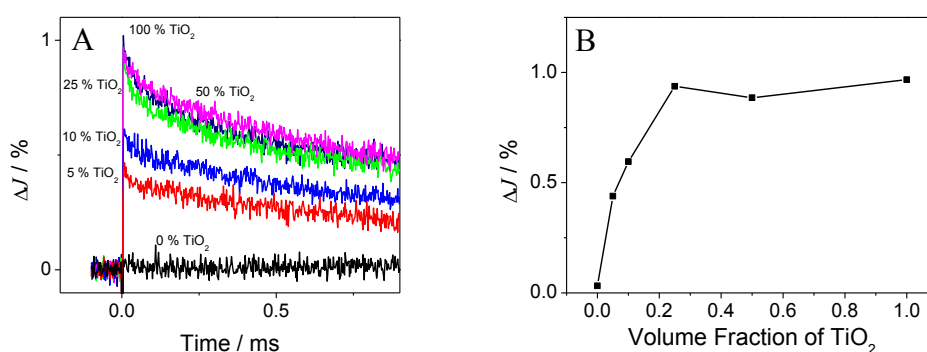 A
1
100 % TiO₂
25 % TiO₂
50 % TiO₂
10 % TiO₂
5 % TiO₂
0 % TiO₂
0
ΔJ / %
0.0 0.5
Time / ms
B
1.0
0.5
0.0
ΔJ / %
0.0 0.2 0.4 0.6 0.8 1.0
Volume Fraction of TiO₂